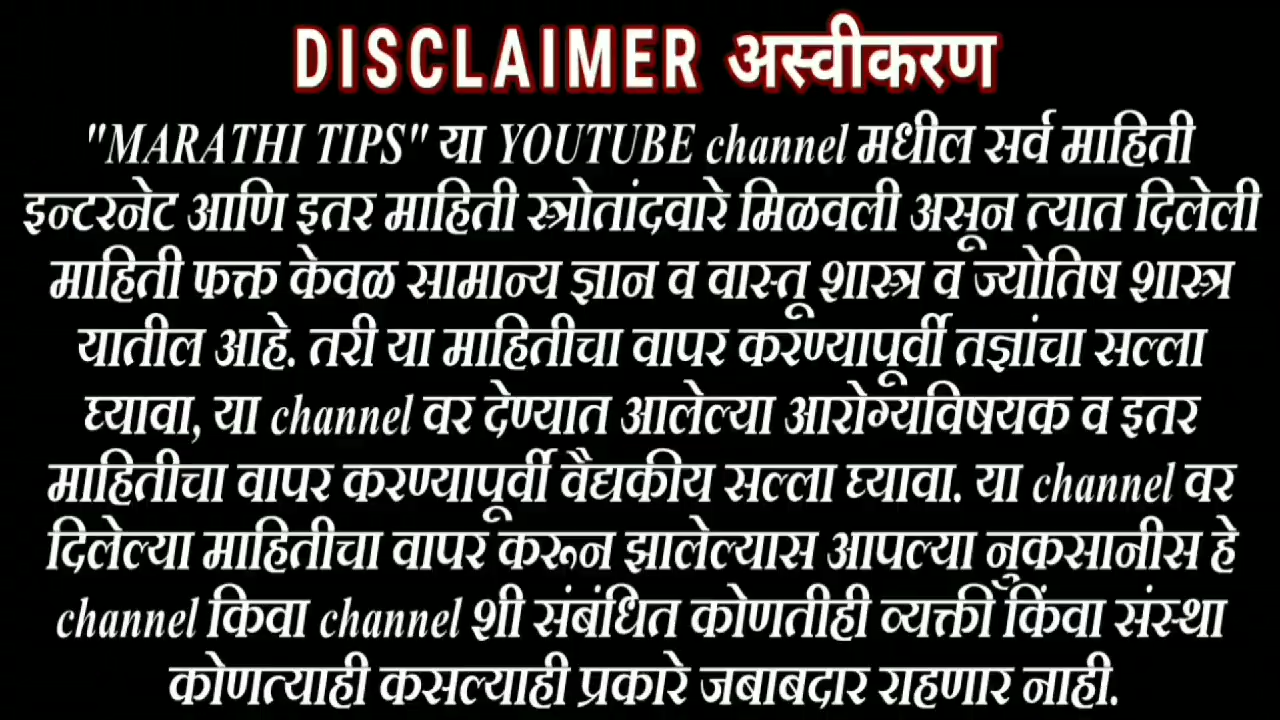 DISCLAIMER अस्वीकरण
"MARATHI TIPS" या YOUTUBE channel मधील सर्व माहिती
इन्टरनेट आणि इतर माहिती स्त्रोतांदवारे मिळवली असून त्यात दिलेली
माहिती फक्त केवळ सामान्य ज्ञान व वास्तू शास्त्र व ज्योतिष शास्त्र
यातील आहे. तरी या माहितीचा वापर करण्यापूर्वी तज्ञांचा सल्ला
घ्यावा, या channel वर देण्यात आलेल्या आरोग्यविषयक व इतर
माहितीचा वापर करण्यापूर्वी वैद्यकीय सल्ला घ्यावा. या channel वर
दिलेल्या माहितीचा वापर करून झालेल्यास आपल्या नुकसानीस हे
channel किवा channel शी संबंधित कोणतीही व्यक्ती किंवा संस्था
कोणत्याही कसल्याही प्रकारे जबाबदार राहणार नाही.